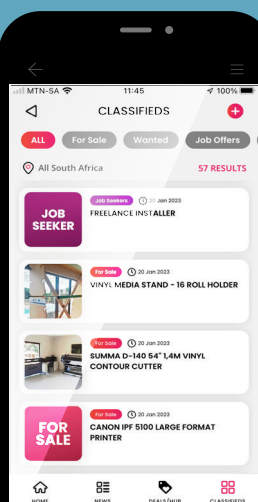 MTN-SA 11:45 100%
CLASSIFIEDS
ALL For Sale Wanted Job Offers
All South Africa 57 RESULTS
JOB
SEEKER
Job Seekers 20 Jan 2023
FREELANCE INSTALLER
For Sale 20 Jan 2023
VINYL MEDIA STAND - 16 ROLL HOLDER
For Sale 20 Jan 2023
SUMMA D-140 54" 1,4M VINYL
CONTOUR CUTTER
FOR
SALE
For Sale 20 Jan 2023
CANON IPF 5100 LARGE FORMAT
PRINTER
HOME NEWS DEALS/HUB CLASSIFIEDS